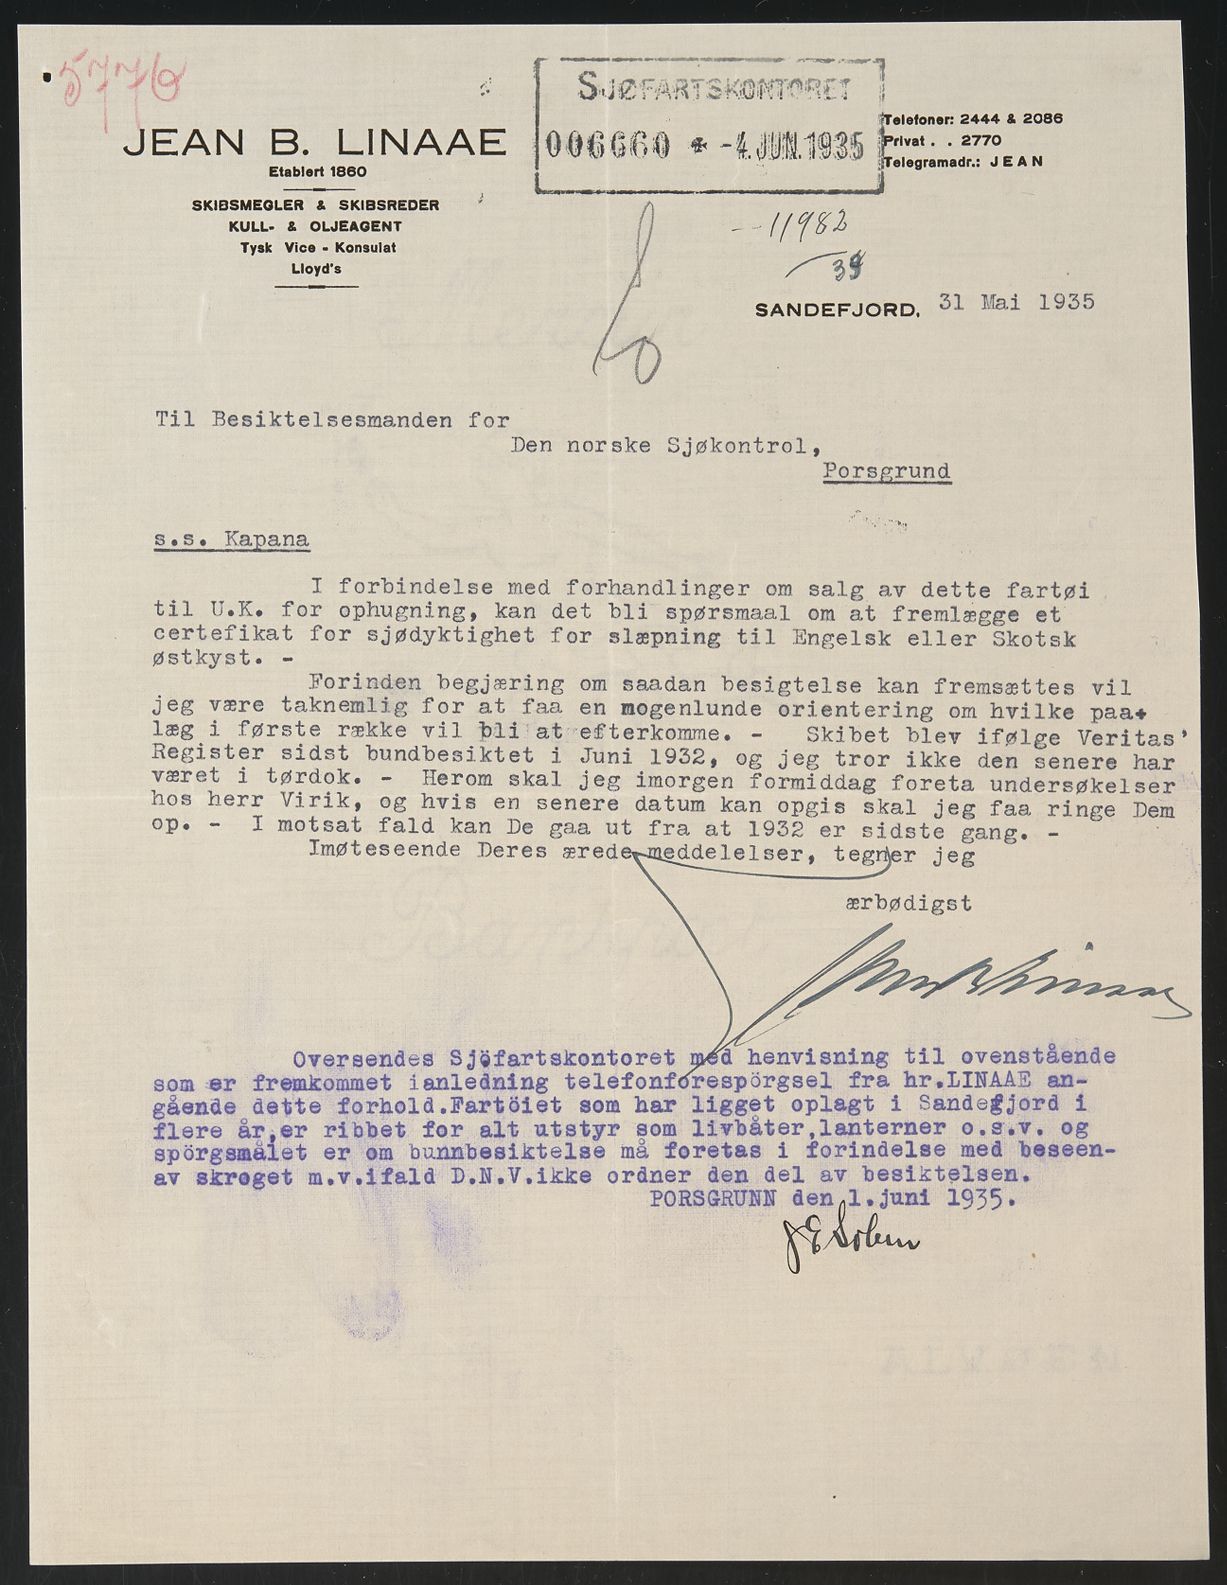 5776
JEAN B. LINAAE
Etablert 1860
SKIBSMEGLER & SKIBSREDER
KULL- & OLJEAGENT
Tysk Vice - Konsulat
Lloyd's
SJØFARTSKONTORET
006660 * -4.JUN.1935
Telefoner: 2444 & 2086
Privat . . 2770
Telegramadr.: JEAN
11982
SANDEFJORD, 31 Mai 1935
Til Besiktelsesmanden for
Den norske Sjøkontrol,
Porsgrund
s.s. Kapana
I forbindelse med forhandlinger om salg av dette fartøi
til U.K. for ophugning, kan det bli spørsmaal om at fremlægge et
certefikat for sjødyktighet for slæpning til Engelsk eller Skotsk
østkyst. -
Forinden begjæring om saadan besigtelse kan fremsættes vil
jeg være taknemlig for at faa en nogenlunde orientering om hvilke paa+
læg i første række vil bli at efterkomme. - Skibet blev ifølge Veritas'
Register sidst bundbesiktet i Juni 1932, og jeg tror ikke den senere har
været i tørdok. - Herom skal jeg imorgen formiddag foreta undersøkelser
hos herr Virik, og hvis en senere datum kan opgis skal jeg faa ringe Dem
op. - I motsat fald kan De gaa ut fra at 1932 er sidste gang. -
Imøteseende Deres ærede meddelelser, tegner jeg
ærbødigst
Jean B Linaae
Oversendes Sjöfartskontoret med henvisning til ovenstående
som er fremkommet ianledning telefonforespörgsel fra hr.LINAAE an-
gående dette forhold.Fartöiet som har ligget oplagt i Sandefjord i
flere år,er ribbet for alt utstyr som livbåter,lanterner o.s.v. og
spörgsmålet er om bunnbesiktelse må foretas i forindelse med beseen-
av skroget m.v.ifald D.N.V.ikke ordner den del av besiktelsen.
PORSGRUNN den 1.juni 1935.
J E Solum